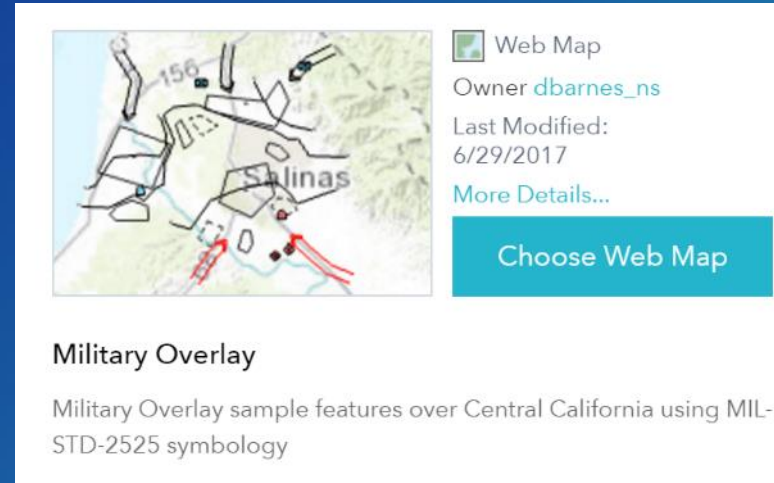 156
Salinas
Web Map
Owner dbarnes_ns
Last Modified:
6/29/2017
More Details...
Choose Web Map
Military Overlay
Military Overlay sample features over Central California using MIL-
STD-2525 symbology